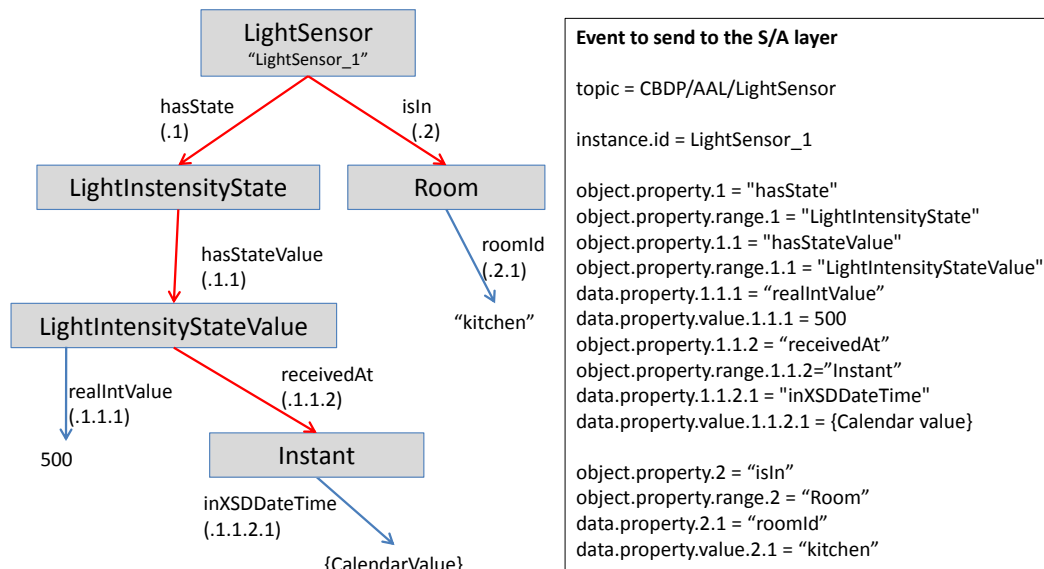 LightSensor
“LightSensor_1”
hasState
(.1)
isIn
(.2)
LightInstensityState
Room
hasStateValue
(.1.1)
roomId
(.2.1)
LightIntensityStateValue
“kitchen”
realIntValue
(.1.1.1)
receivedAt
(.1.1.2)
500
Instant
inXSDDateTime
(.1.1.2.1)
{CalendarValue}
Event to send to the S/A layer
topic = CBDP/AAL/LightSensor
instance.id = LightSensor_1
object.property.1 = "hasState"
object.property.range.1 = "LightIntensityState"
object.property.1.1 = "hasStateValue"
object.property.range.1.1 = "LightIntensityStateValue"
data.property.1.1.1 = “realIntValue”
data.property.value.1.1.1 = 500
object.property.1.1.2 = “receivedAt”
object.property.range.1.1.2=”Instant”
data.property.1.1.2.1 = "inXSDDateTime"
data.property.value.1.1.2.1 = {Calendar value}
object.property.2 = “isIn”
object.property.range.2 = “Room”
data.property.2.1 = “roomId”
data.property.value.2.1 = “kitchen”